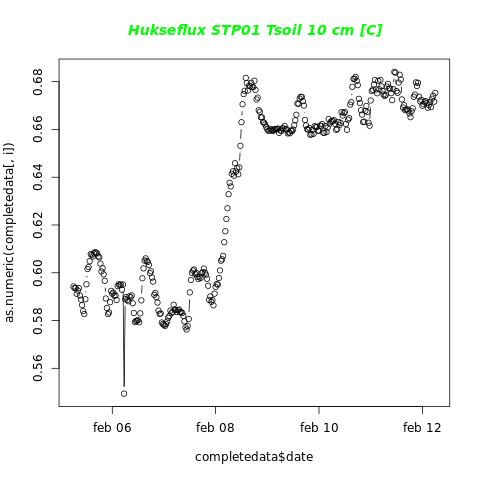 Hukseflux STP01 Tsoil 10 cm [C]
as.numeric(completedata[, i])
0.68
0.66
0.64
0.62
0.60
0.58
0.56
feb 06 feb 08 feb 10 feb 12
completedata$date